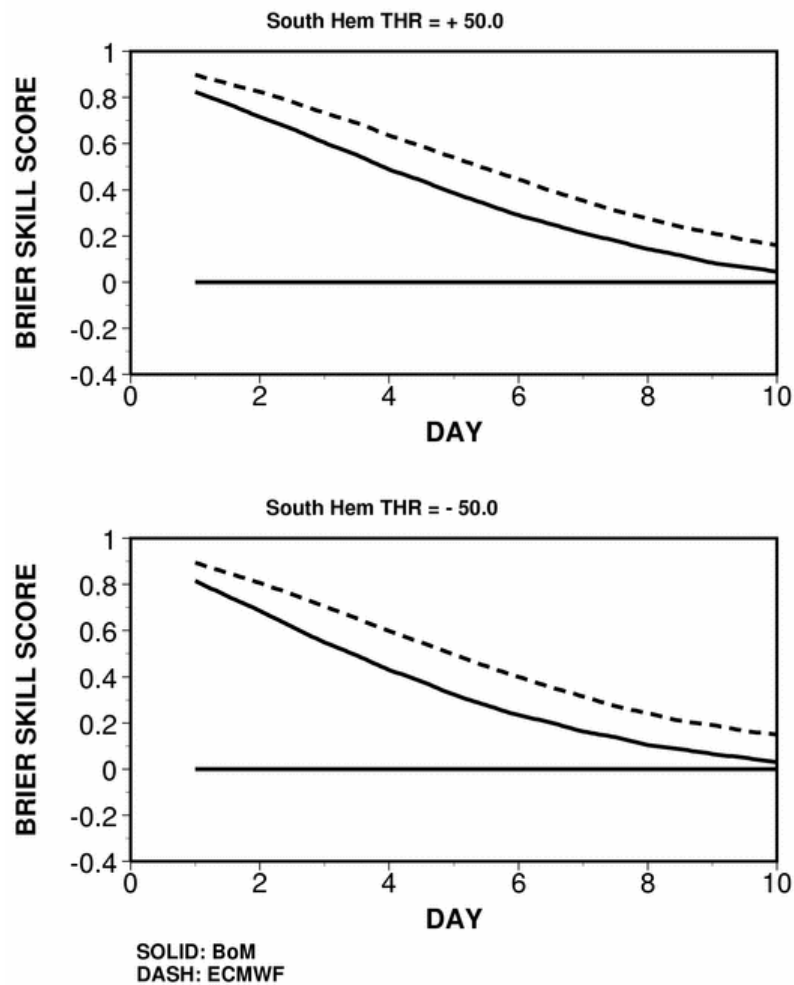 South Hem THR = + 50.0
BRIER SKILL SCORE
1
0.8
0.6
0.4
0.2
0
-0.2
-0.4
0 2 4 6 8 10
DAY
South Hem THR = - 50.0
BRIER SKILL SCORE
1
0.8
0.6
0.4
0.2
0
-0.2
-0.4
0 2 4 6 8 10
DAY
SOLID: BoM
DASH: ECMWF